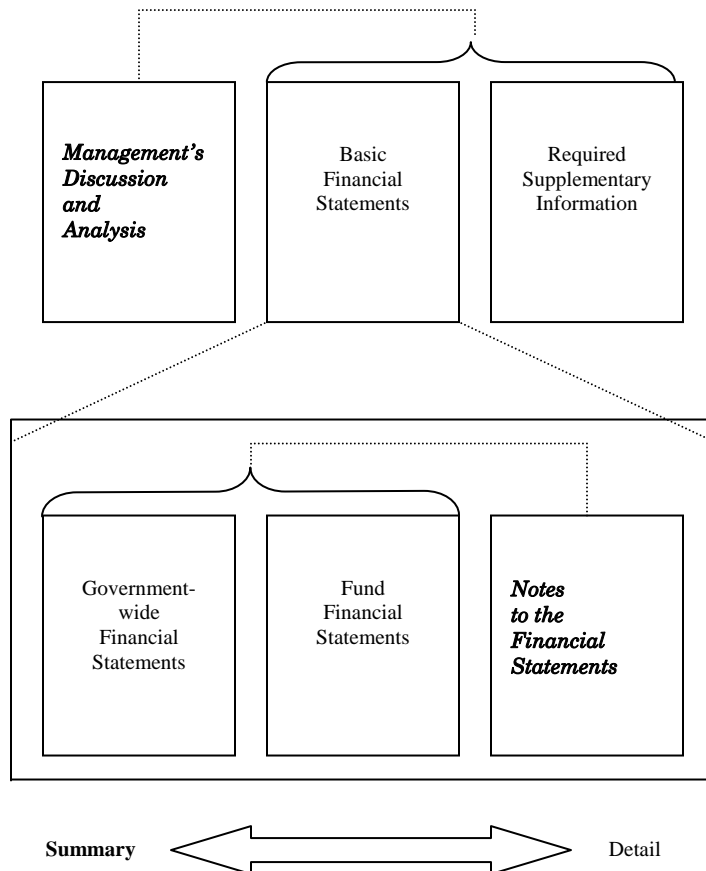 Management's
Discussion
and
Analysis
Basic
Financial
Statements
Required
Supplementary
Information
Government-
wide
Financial
Statements
Fund
Financial
Statements
Notes
to the
Financial
Statements
Summary
Detail